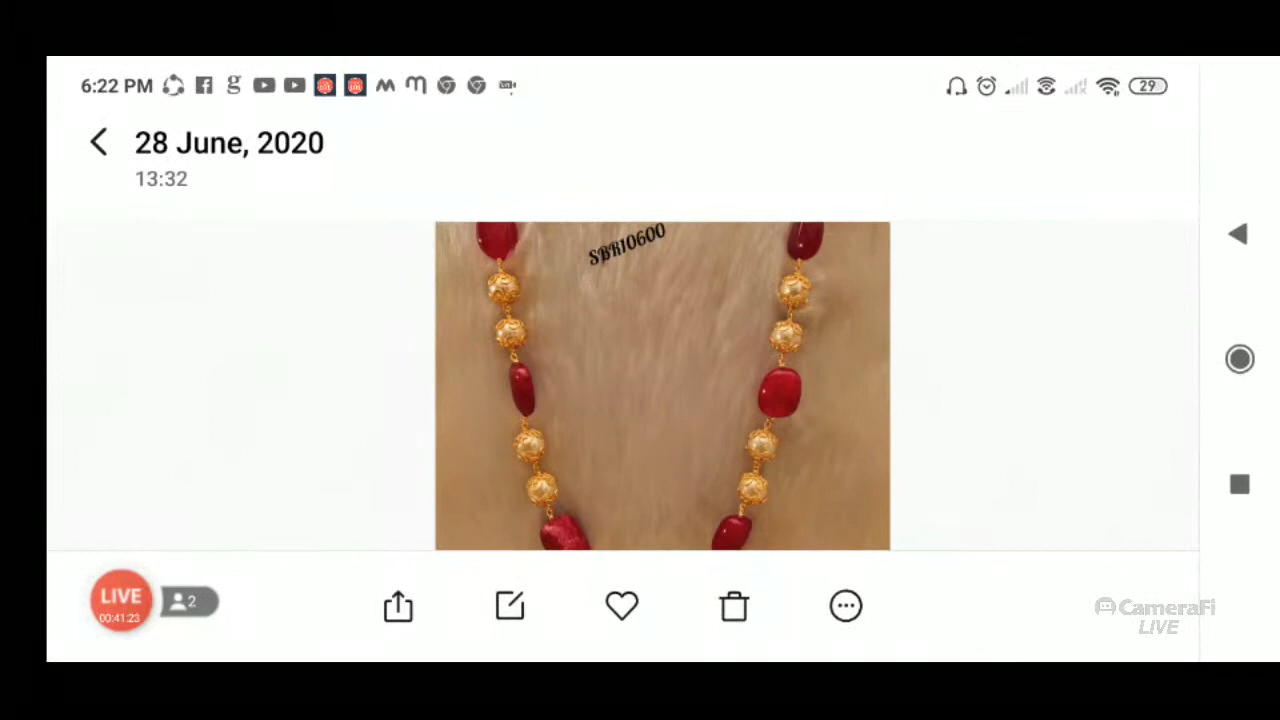 6:22 PM
29
28 June, 2020
13:32
SBR10600
LIVE
00:41:23
2
CameraFi
LIVE